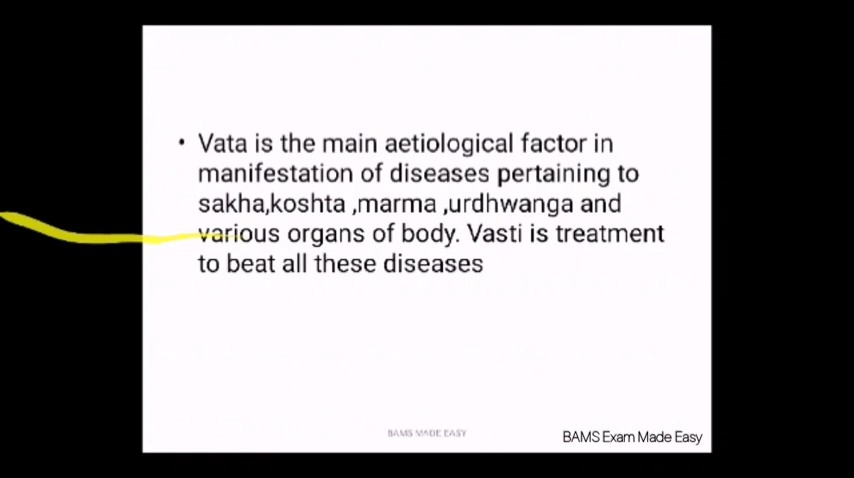 • Vata is the main aetiological factor in
manifestation of diseases pertaining to
sakha,koshta ,marma ,urdhwanga and
various organs of body. Vasti is treatment
to beat all these diseases
BAMS MADE EASY
BAMS Exam Made Easy